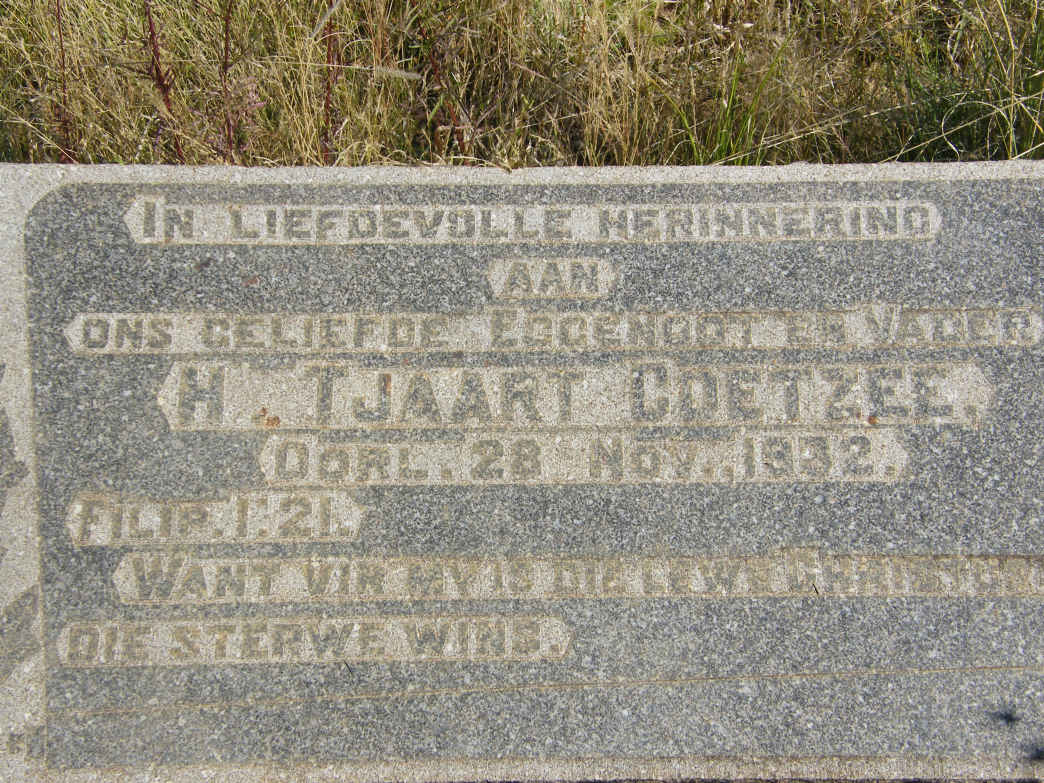 IN LIEFDEVOLLE HERINNERING
AAN
ONS GELIEFDE EGGENOOT EN VADER
H. TJAART COETZEE.
OORL. 28 NOV. 1932.
FILIP. 1:21.
WANT VIR MY IS DIE LEWE CHRISTUS
DIE STERWE WINS.